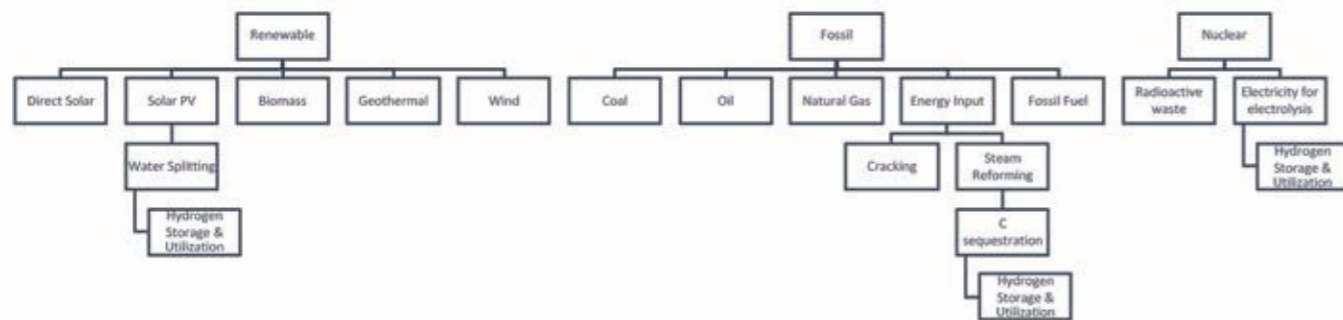 Renewable
Fossil
Nuclear
Direct Solar
Solar PV
Biomass
Geothermal
Wind
Coal
Oil
Natural Gas
Energy Input
Fossil Fuel
Radioactive
waste
Electricity for
electrolysis
Water Splitting
Cracking
Steam
Reforming
Hydrogen
Storage &
Utilization
Hydrogen
Storage &
Utilization
C
sequestration
Hydrogen
Storage &
Utilization